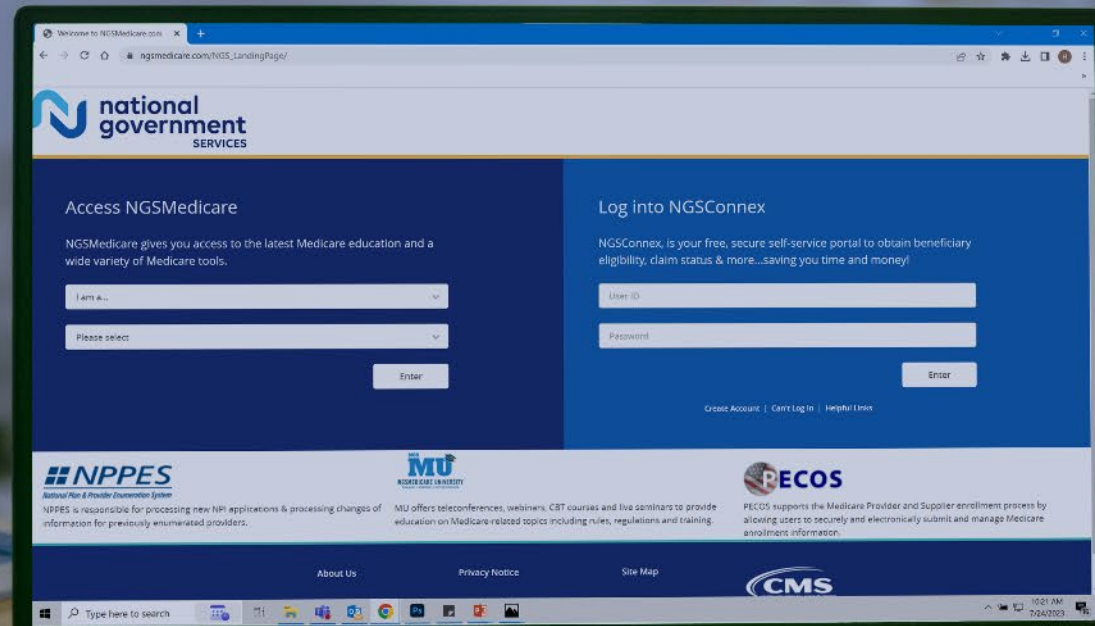 Welcome to NGSMedicare.com
ngsmedicare.com/NGS_LandingPage/
national
government
SERVICES
Access NGSMedicare
NGSMedicare gives you access to the latest Medicare education and a
wide variety of Medicare tools.
I am a...
Please select
Enter
Log into NGSConnex
NGSConnex, is your free, secure self-service portal to obtain beneficiary
eligibility, claim status & more...saving you time and money!
User ID
Password
Enter
Create Account | Can't Log In | Helpful Links
NPPES
National Plan & Provider Enumeration System
NPPES is responsible for processing new NPI applications & processing changes of
information for previously enumerated providers.
MU
MEDICARE UNIVERSITY
MU offers teleconferences, webinars, CBT courses and live seminars to provide
education on Medicare-related topics including rules, regulations and training.
PECOS
PECOS supports the Medicare Provider and Supplier enrollment process by
allowing users to securely and electronically submit and manage Medicare
enrollment information.
About Us
Privacy Notice
Site Map
CMS
Type here to search
Ps
10:21 AM
7/24/2023